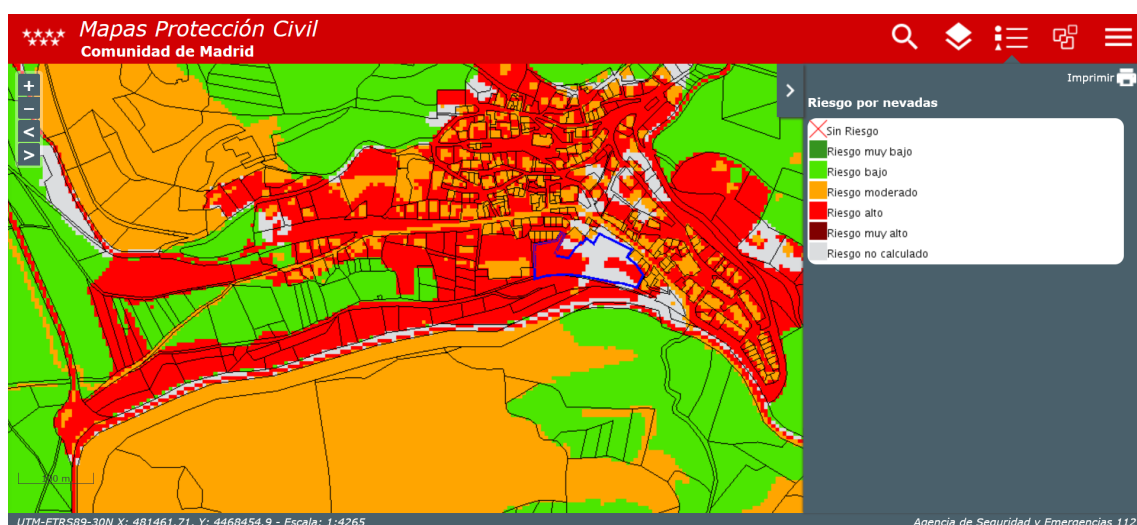 Mapas Protección Civil
Comunidad de Madrid
+
−
<
>
>
Imprimir
Riesgo por nevadas
Sin Riesgo
Riesgo muy bajo
Riesgo bajo
Riesgo moderado
Riesgo alto
Riesgo muy alto
Riesgo no calculado
100 m
UTM-ETRS89-30N X: 481461.71, Y: 4468454.9 - Escala: 1:4265
Agencia de Seguridad y Emergencias 112